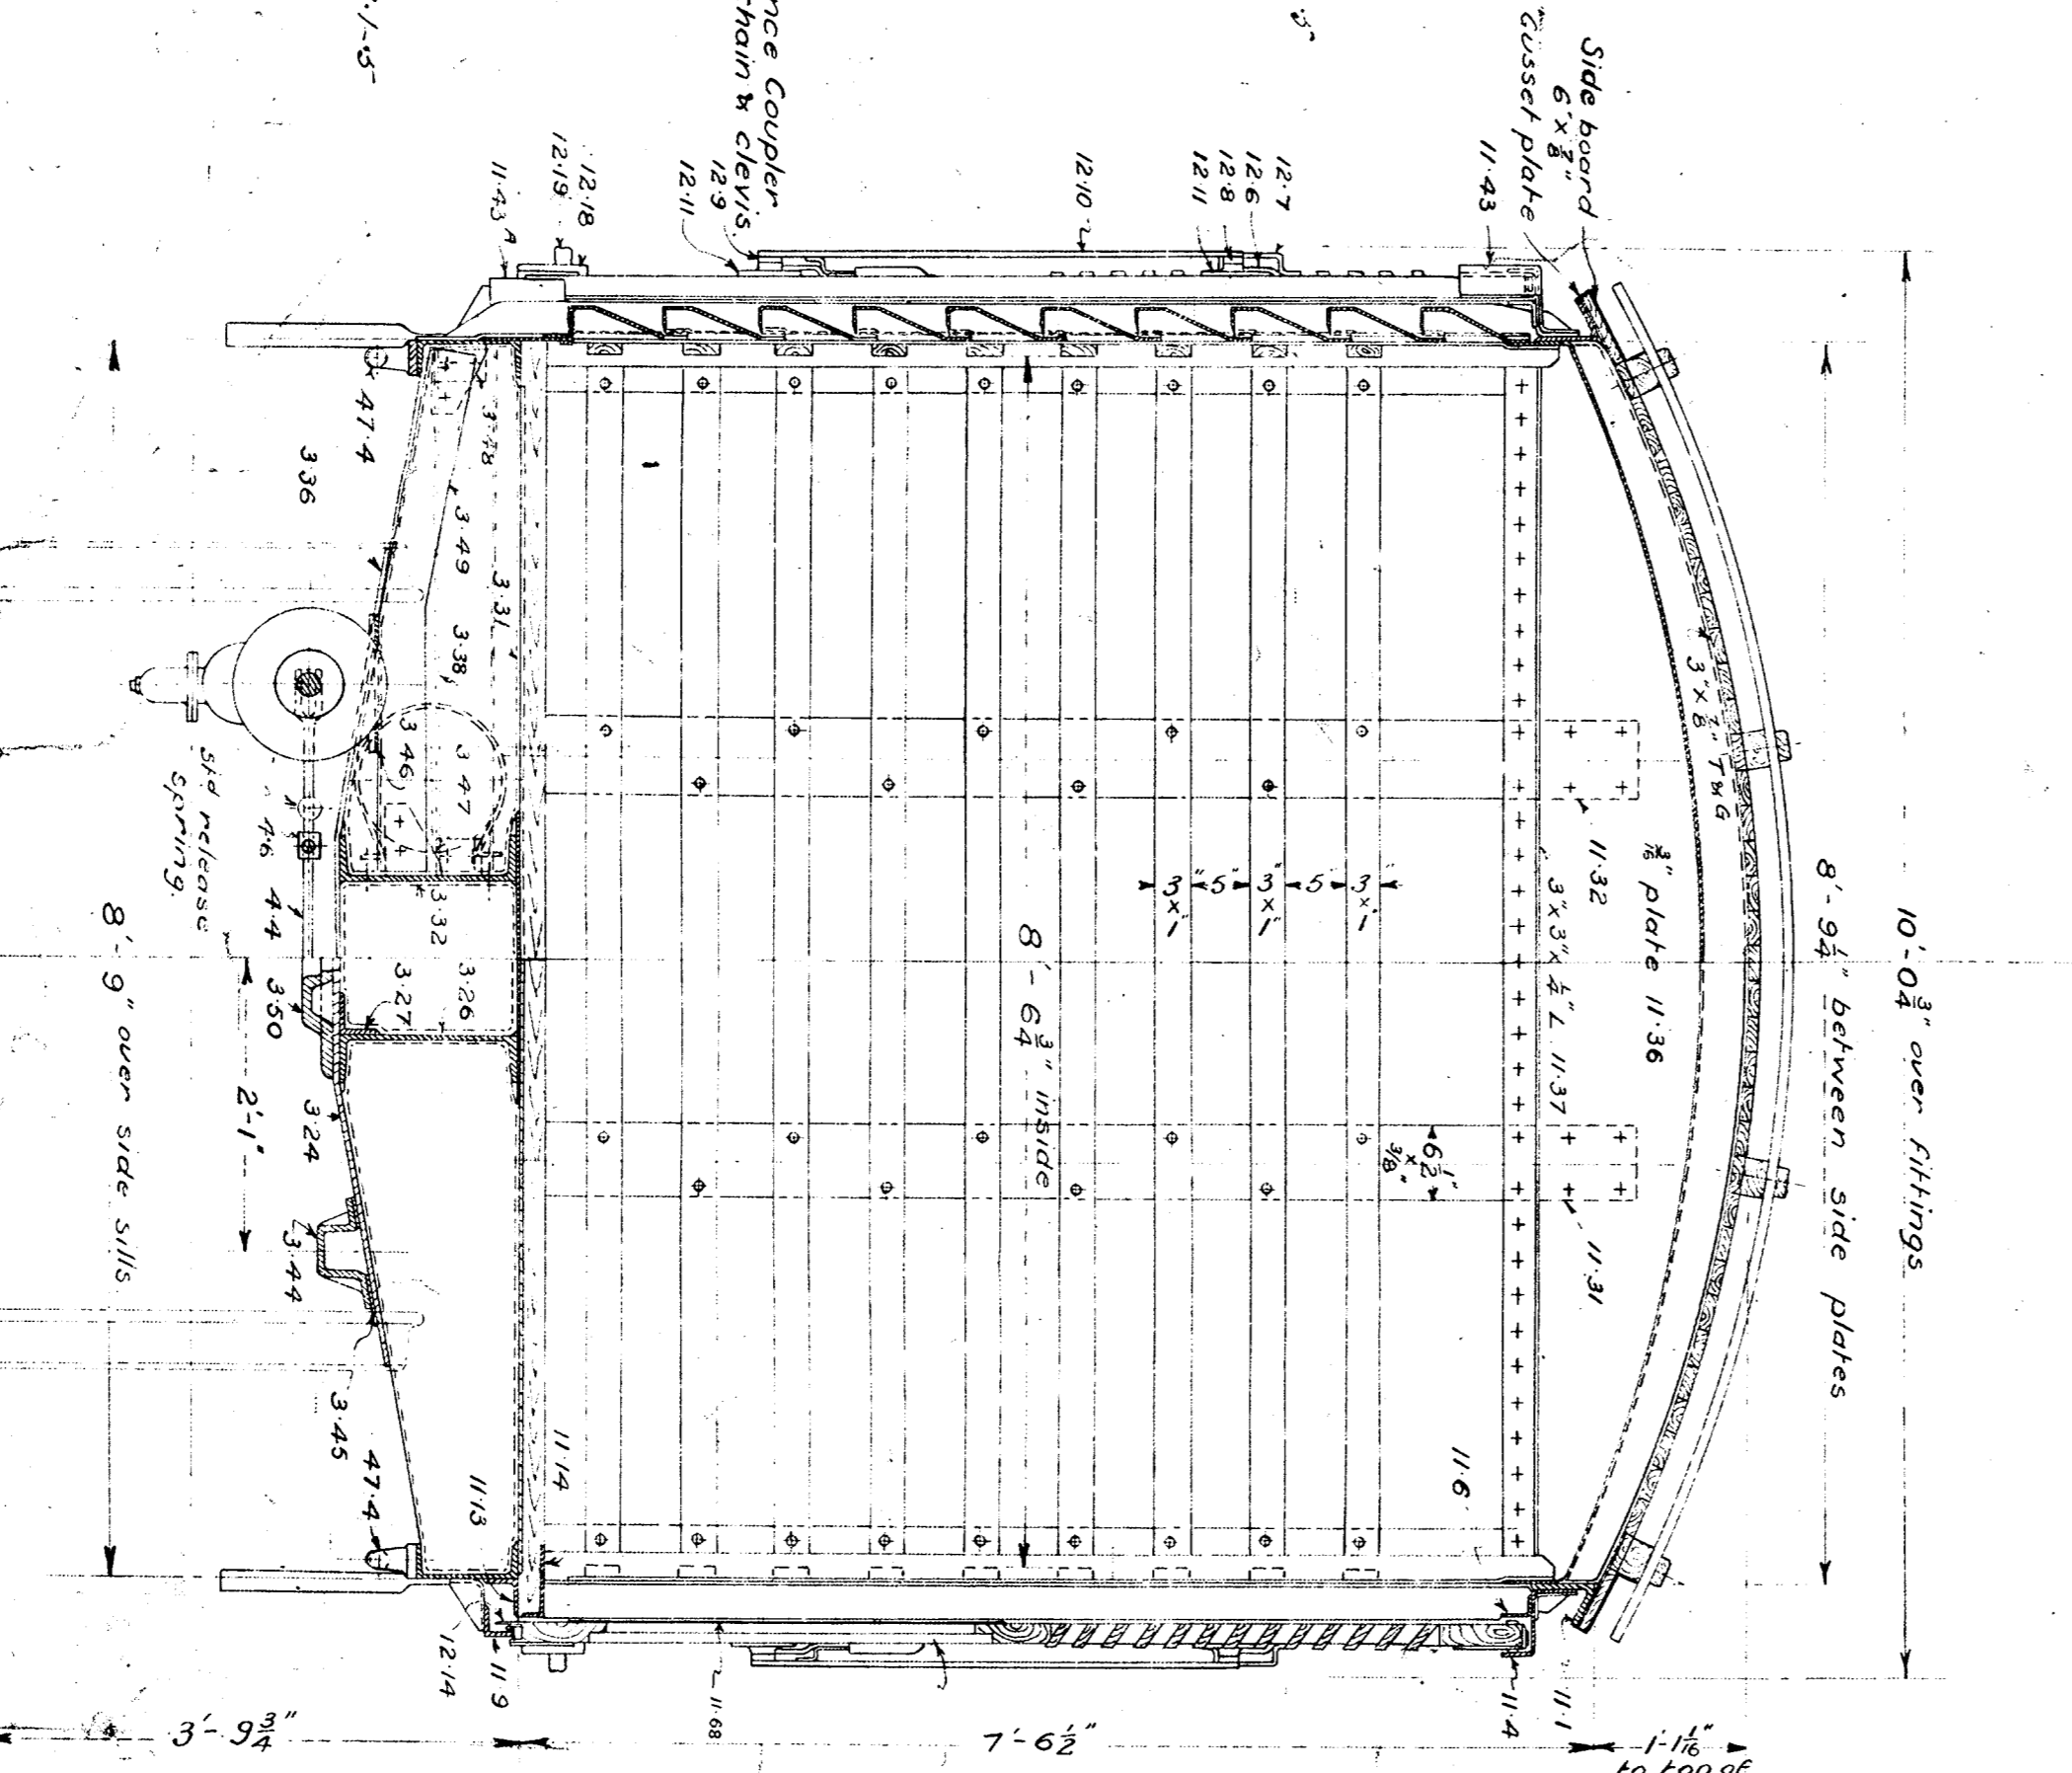 10'-0 3/4" over fittings
8'-9 1/4" between side plates
Side board
6" x 7/8"
Gusset plate
3" x 7/8" T & G
3/16" plate 11·36
3" x 3" x 1/4" L 11·37
11·32
11·31
11·43
12·7
12·6
12·8
12·11
12·10
12·11
12·9
nce Coupler
hain & clevis.
12·18
12·19
11·43 A
1-5
3 x 1"
5"
3" x 1"
5"
3" x 1"
8'-6 3/4" inside
6 1/2" x 3/8"
11·6
11·14
11·13
3·48
3·49
3·31
3·38
3·46
3·47
3·32
3·26
3·27
47·4
3·36
4·6
4·4
3·50
3·24
3·44
3·45
47·4
Std release
Spring.
2'-1"
8'-9" over side sills
12·14
11·9
11·68
11·4
11·1
3'-9 3/4"
7'-6 1/2"
1'-1 1/16"
to top of